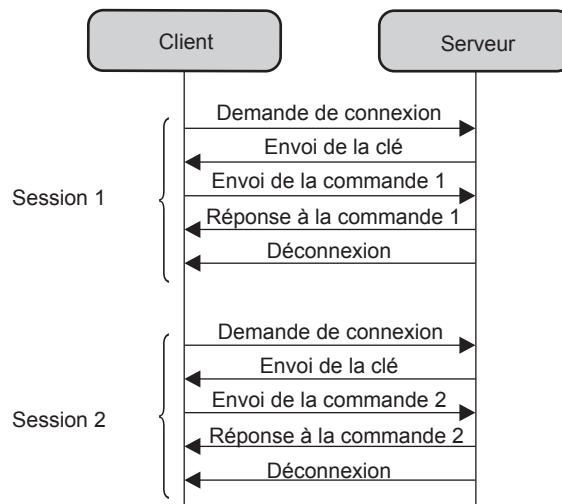 Client
Serveur
Demande de connexion
Envoi de la clé
Session 1
Envoi de la commande 1
Réponse à la commande 1
Déconnexion
Demande de connexion
Envoi de la clé
Session 2
Envoi de la commande 2
Réponse à la commande 2
Déconnexion